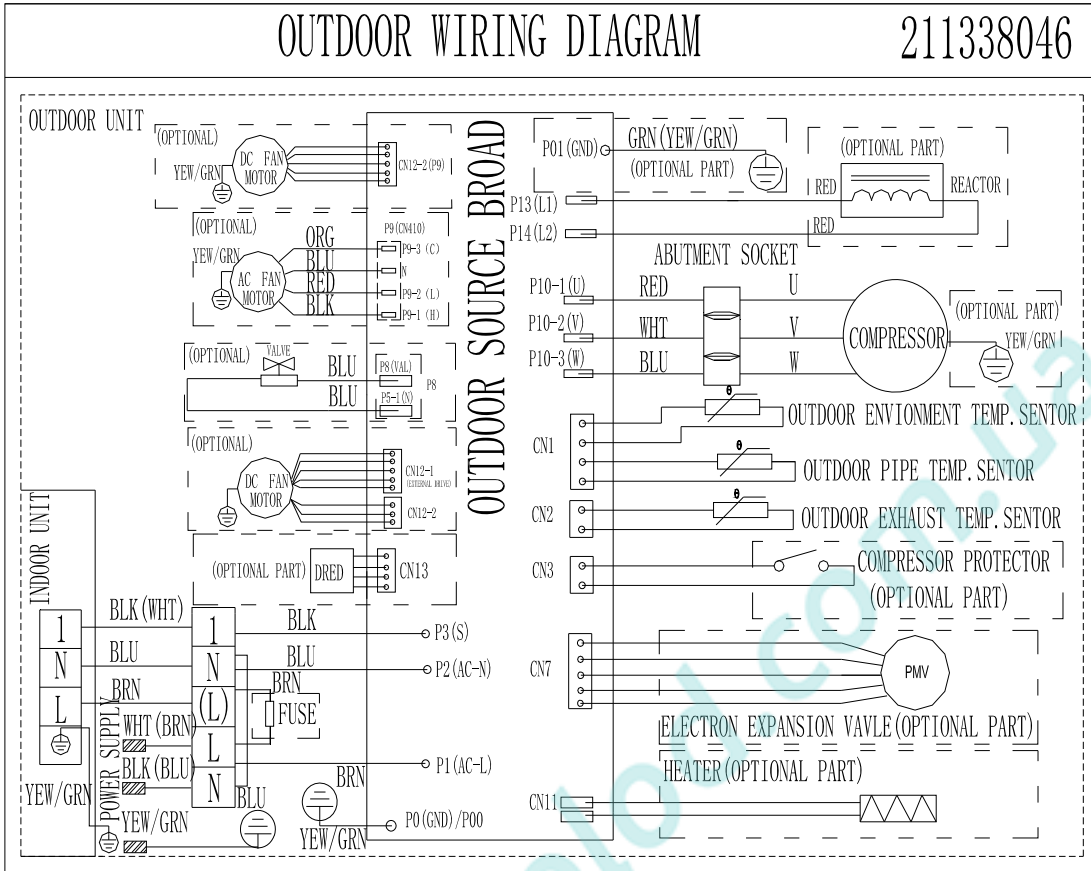 OUTDOOR WIRING DIAGRAM
211338046
OUTDOOR UNIT
(OPTIONAL)
DC FAN
MOTOR
YEW/GRN
CN12-2(P9)
(OPTIONAL)
YEW/GRN
AC FAN
MOTOR
ORG
BLU
RED
BLK
P9(CN410)
P9-3 (C)
N
P9-2 (L)
P9-1 (H)
(OPTIONAL)
VALVE
BLU
BLU
P8(VAL)
P5-1(N)
P8
(OPTIONAL)
DC FAN
MOTOR
CN12-1
(EXTERNAL DRIVE)
CN12-2
(OPTIONAL PART)
DRED
CN13
OUTDOOR SOURCE BROAD
P01(GND)
GRN(YEW/GRN)
(OPTIONAL PART)
P13(L1)
P14(L2)
(OPTIONAL PART)
RED
REACTOR
RED
ABUTMENT SOCKET
P10-1(U)
RED
U
P10-2(V)
WHT
V
P10-3(W)
BLU
W
COMPRESSOR
(OPTIONAL PART)
YEW/GRN
CN1
θ
OUTDOOR ENVIONMENT TEMP.SENTOR
θ
OUTDOOR PIPE TEMP.SENTOR
CN2
θ
OUTDOOR EXHAUST TEMP.SENTOR
CN3
COMPRESSOR PROTECTOR
(OPTIONAL PART)
CN7
PMV
ELECTRON EXPANSION VAVLE(OPTIONAL PART)
HEATER(OPTIONAL PART)
CN11
INDOOR UNIT
1
N
L
BLK(WHT)
BLU
BRN
WHT(BRN)
BLK(BLU)
YEW/GRN
POWER SUPPLY
YEW/GRN
1
N
(L)
L
N
BLK
BLU
BRN
FUSE
BLU
BRN
YEW/GRN
P3(S)
P2(AC-N)
P1(AC-L)
P0(GND)/P00
alod.com.ua